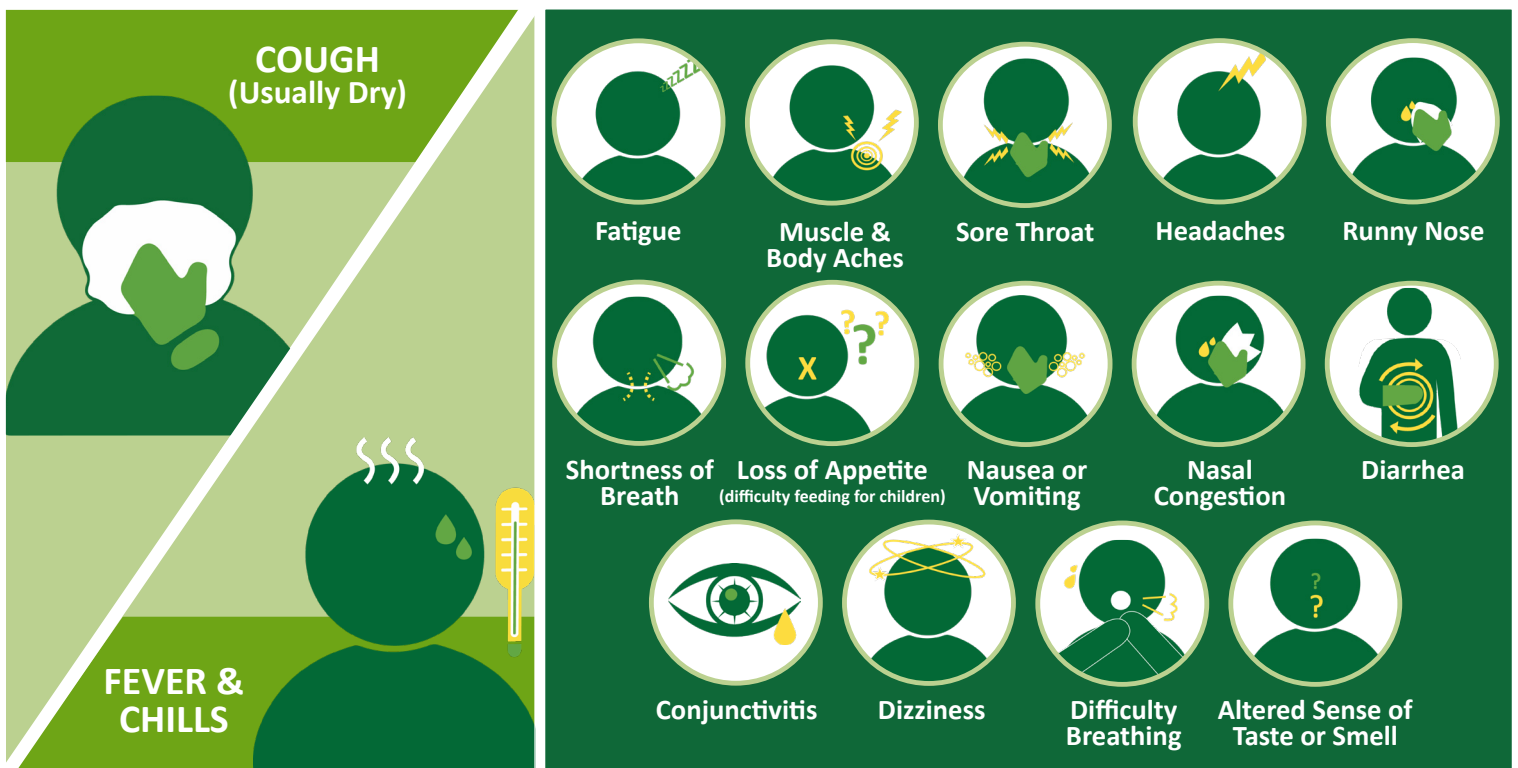 COUGH
(Usually Dry)
FEVER &
CHILLS
zzzzzz
Fatigue
Muscle &
Body Aches
Sore Throat
Headaches
Runny Nose
Shortness of
Breath
X
? ? ?
Loss of Appetite
(difficulty feeding for children)
Nausea or
Vomiting
Nasal
Congestion
Diarrhea
Conjunctivitis
Dizziness
Difficulty
Breathing
?
?
Altered Sense of
Taste or Smell